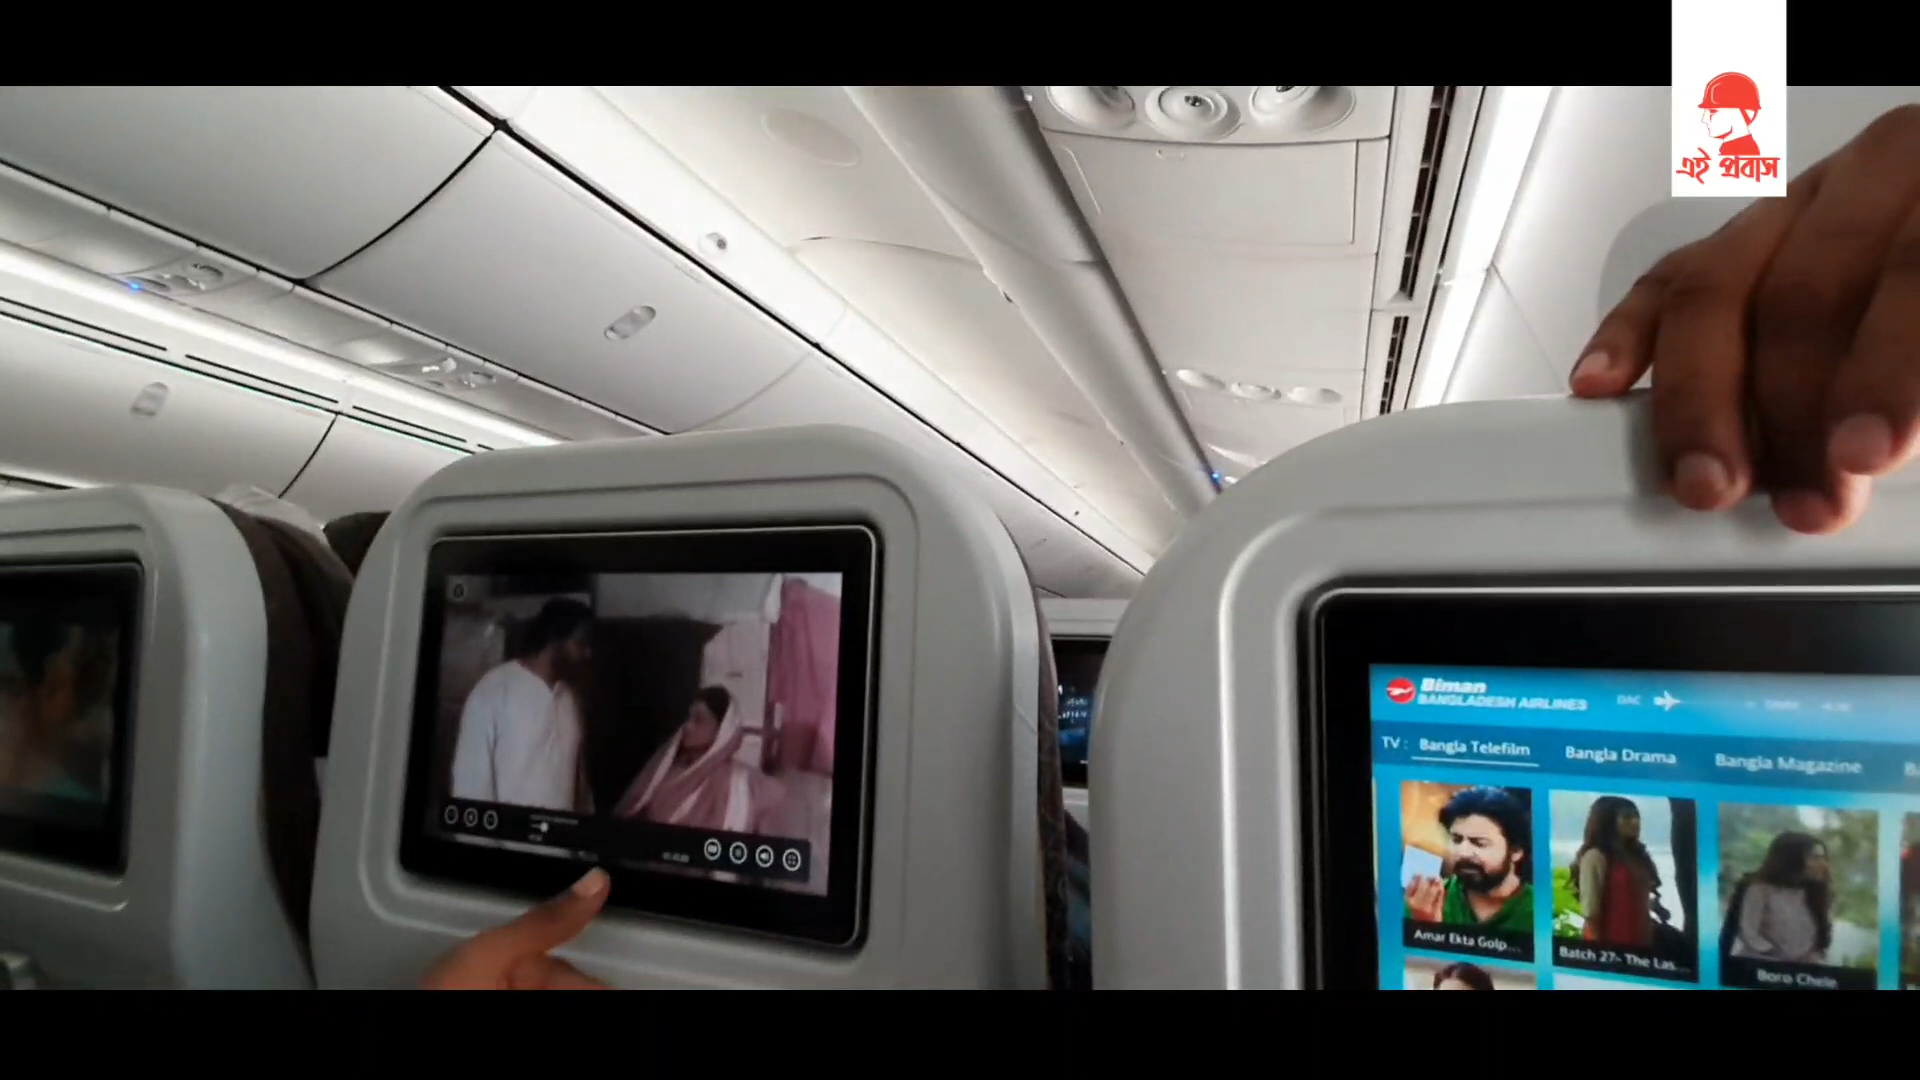 এই প্রবাস
Biman
BANGLADESH AIRLINES
DAC
TV : Bangla Telefilm Bangla Drama Bangla Magazine
Amar Ekta Golp...
Batch 27- The Las...
Boro Chele